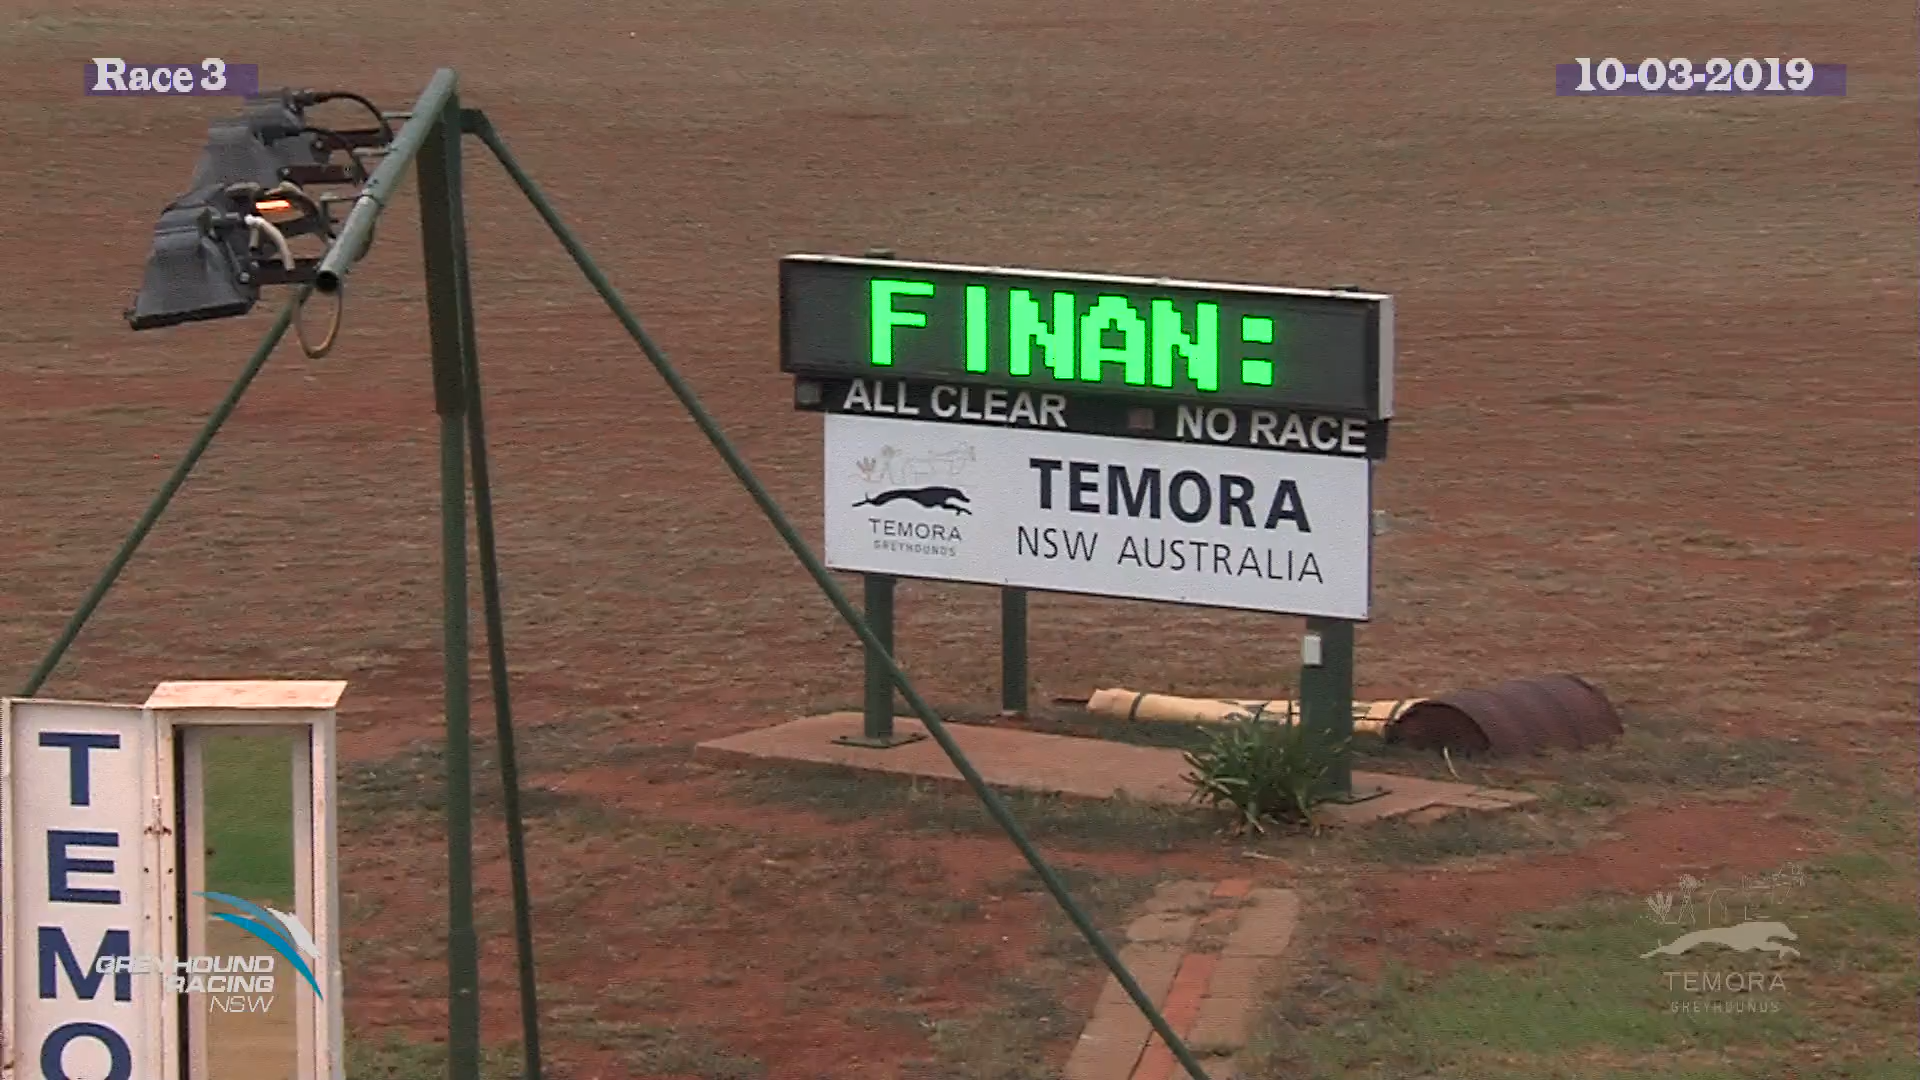 Race 3
10-03-2019
FINAN:
ALL CLEAR
NO RACE
TEMORA
NSW AUSTRALIA
TEMORA
GREYHOUNDS
TEMO
GREYHOUND
RACING
NSW
TEMORA
GREYHOUNDS